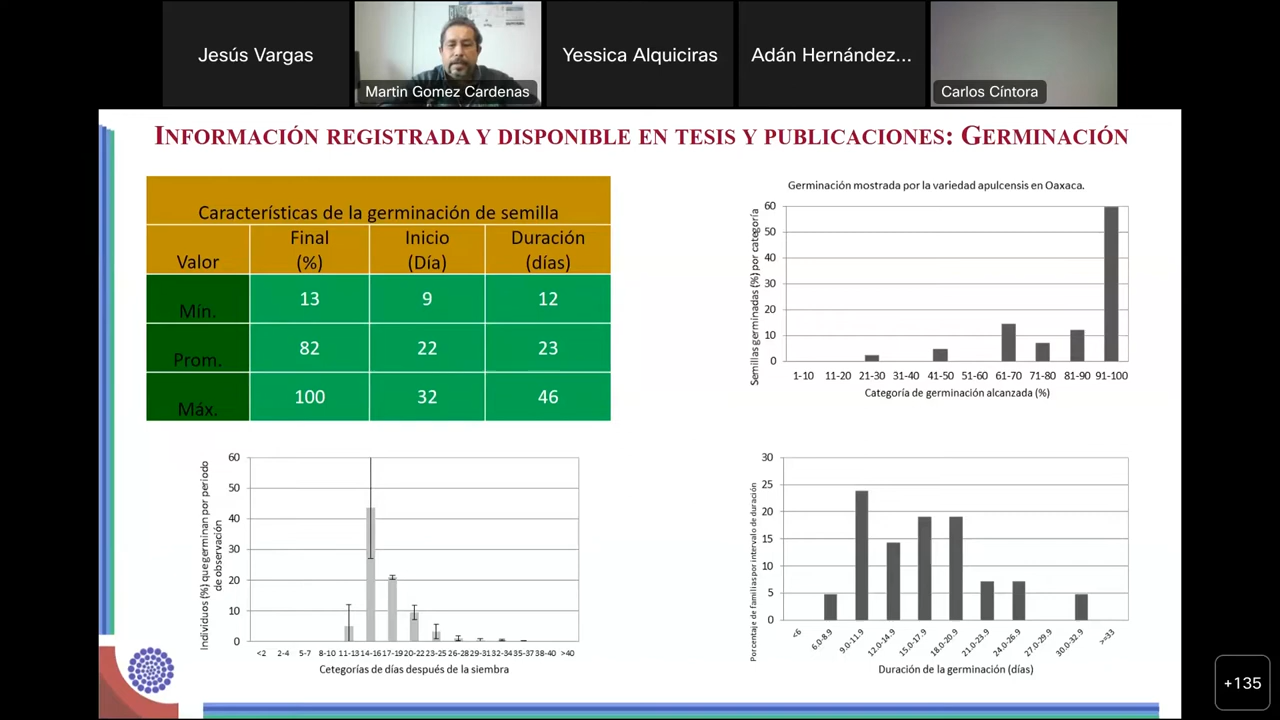 Jesús Vargas
Martin Gomez Cardenas
Yessica Alquiciras
Adán Hernández...
Carlos Cíntora
INFORMACIÓN REGISTRADA Y DISPONIBLE EN TESIS Y PUBLICACIONES: GERMINACIÓN
Características de la germinación de semilla
Valor Final (%) Inicio (Día) Duración (días)
Mín. 13 9 12
Prom. 82 22 23
Máx. 100 32 46
Germinación mostrada por la variedad apulcensis en Oaxaca.
Semillas germinadas (%) por categoría
60
50
40
30
20
10
0
1-10 11-20 21-30 31-40 41-50 51-60 61-70 71-80 81-90 91-100
Categoría de germinación alcanzada (%)
Individuos (%) que germinan por periodo
de observación
60
50
40
30
20
10
0
<2 2-4 5-7 8-10 11-13 14-16 17-19 20-22 23-25 26-28 29-31 32-34 35-37 38-40 >40
Cetegorías de días después de la siembra
Porcentaje de familias por intervalo de duración
30
25
20
15
10
5
0
<6 6.0-8.9 9.0-11.9 12.0-14.9 15.0-17.9 18.0-20.9 21.0-23.9 24.0-26.9 27.0-29.9 30.0-32.9 >=33
Duración de la germinación (días)
+135